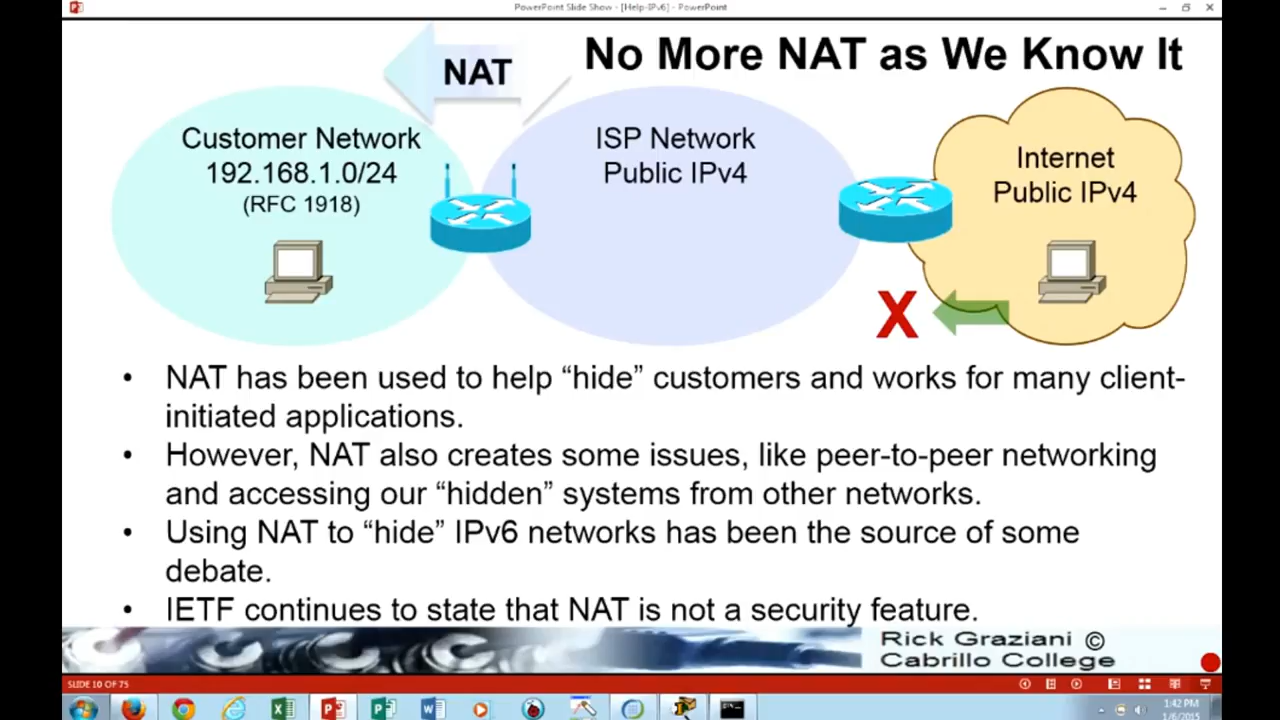 PowerPoint Slide Show - [Help-IPv6] - PowerPoint
No More NAT as We Know It
NAT
Customer Network
192.168.1.0/24
(RFC 1918)
ISP Network
Public IPv4
Internet
Public IPv4
X
• NAT has been used to help “hide” customers and works for many client-
initiated applications.
• However, NAT also creates some issues, like peer-to-peer networking
and accessing our “hidden” systems from other networks.
• Using NAT to “hide” IPv6 networks has been the source of some
debate.
• IETF continues to state that NAT is not a security feature.
Rick Graziani ©
Cabrillo College
SLIDE 10 OF 75
1:42 PM
1/6/2015